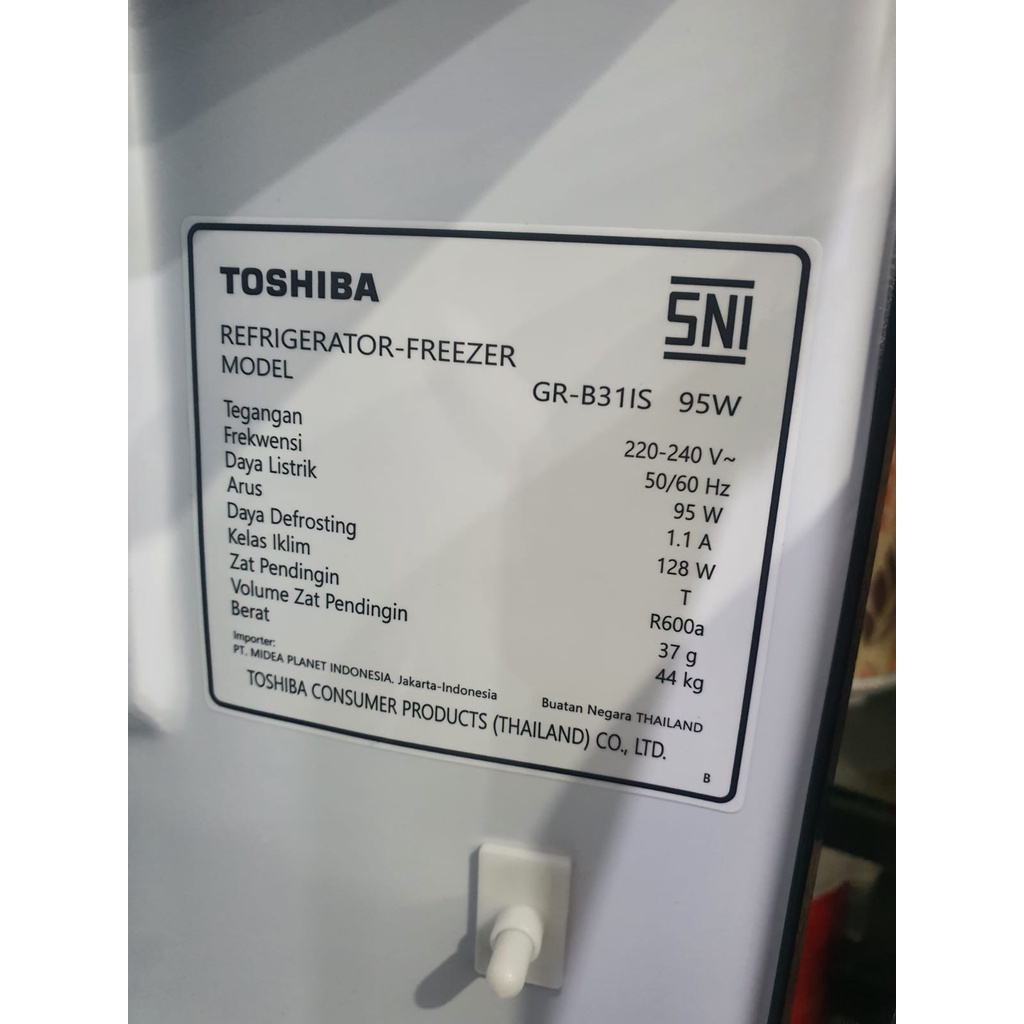 TOSHIBA
SNI
REFRIGERATOR-FREEZER
MODEL GR-B31IS 95W
Tegangan 220-240 V~
Frekwensi 50/60 Hz
Daya Listrik 95 W
Arus 1.1 A
Daya Defrosting 128 W
Kelas Iklim T
Zat Pendingin R600a
Volume Zat Pendingin 37 g
Berat 44 kg
Importer:
PT. MIDEA PLANET INDONESIA. Jakarta-Indonesia Buatan Negara THAILAND
TOSHIBA CONSUMER PRODUCTS (THAILAND) CO., LTD.
B